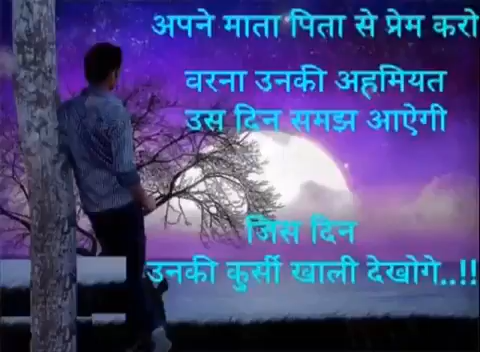 अपने माता पिता से प्रेम करो
वरना उनकी अहमियत
उस दिन समझ आऐगी
जिस दिन
उनकी कुर्सी खाली देखोगे..!!